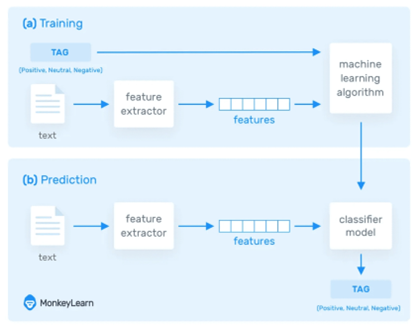 (a) Training
TAG
(Positive, Neutral, Negative)
text
feature
extractor
features
machine
learning
algorithm
(b) Prediction
text
feature
extractor
features
classifier
model
TAG
(Positive, Neutral, Negative)
MonkeyLearn